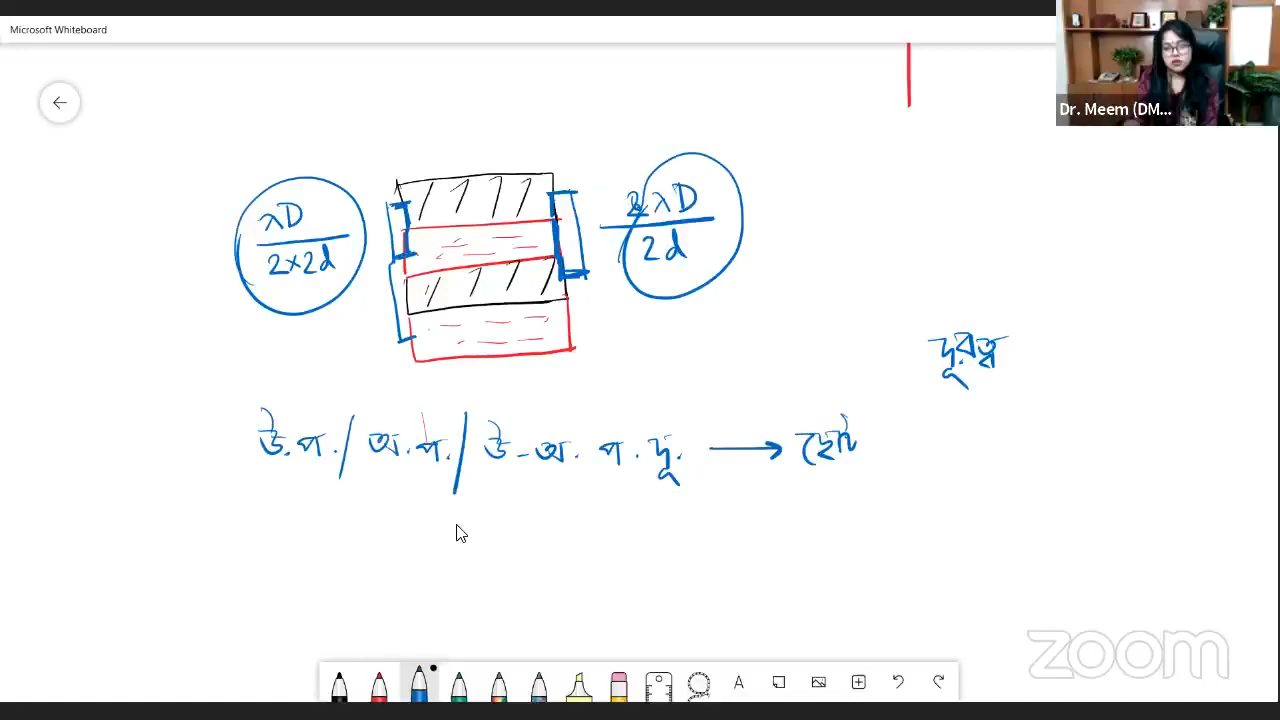 Microsoft Whiteboard
Dr. Meem (DM...
λD
2×2d
2λD
2d
দূরত্ব
উ.প. / অ.প. / উ-অ. প. দূ. → ছোট
zoom